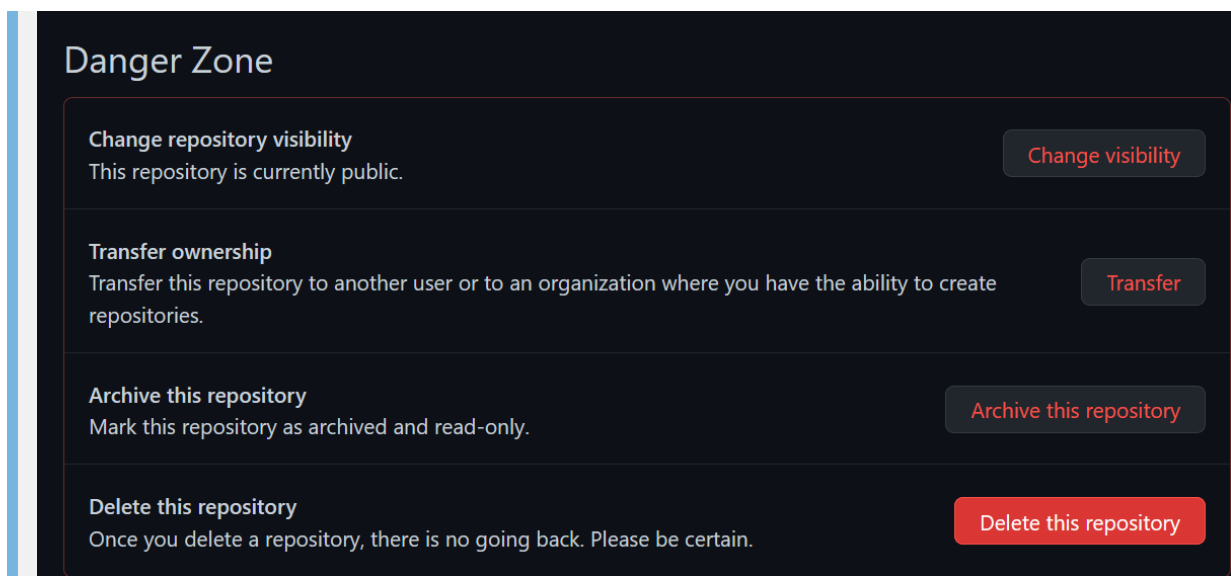 Danger Zone
Change repository visibility
This repository is currently public.
Change visibility
Transfer ownership
Transfer this repository to another user or to an organization where you have the ability to create
repositories.
Transfer
Archive this repository
Mark this repository as archived and read-only.
Archive this repository
Delete this repository
Once you delete a repository, there is no going back. Please be certain.
Delete this repository